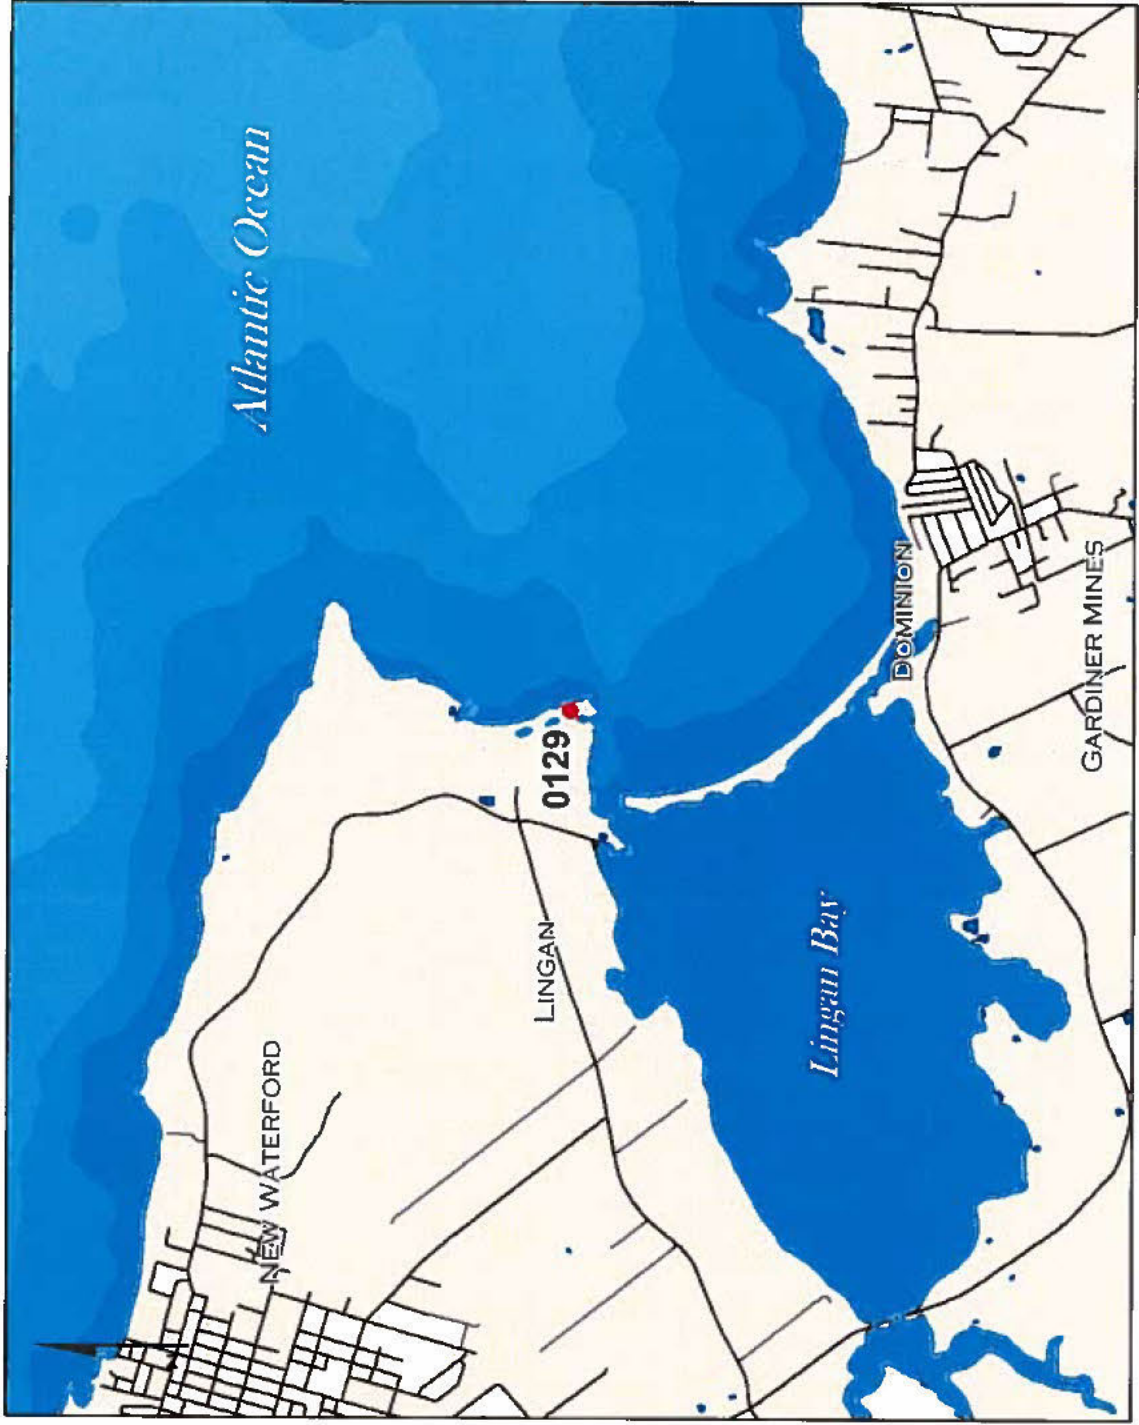 Atlantic Ocean
0129
DOMINION
GARDINER MINES
LINGAN
Lingan Bay
NEW WATERFORD